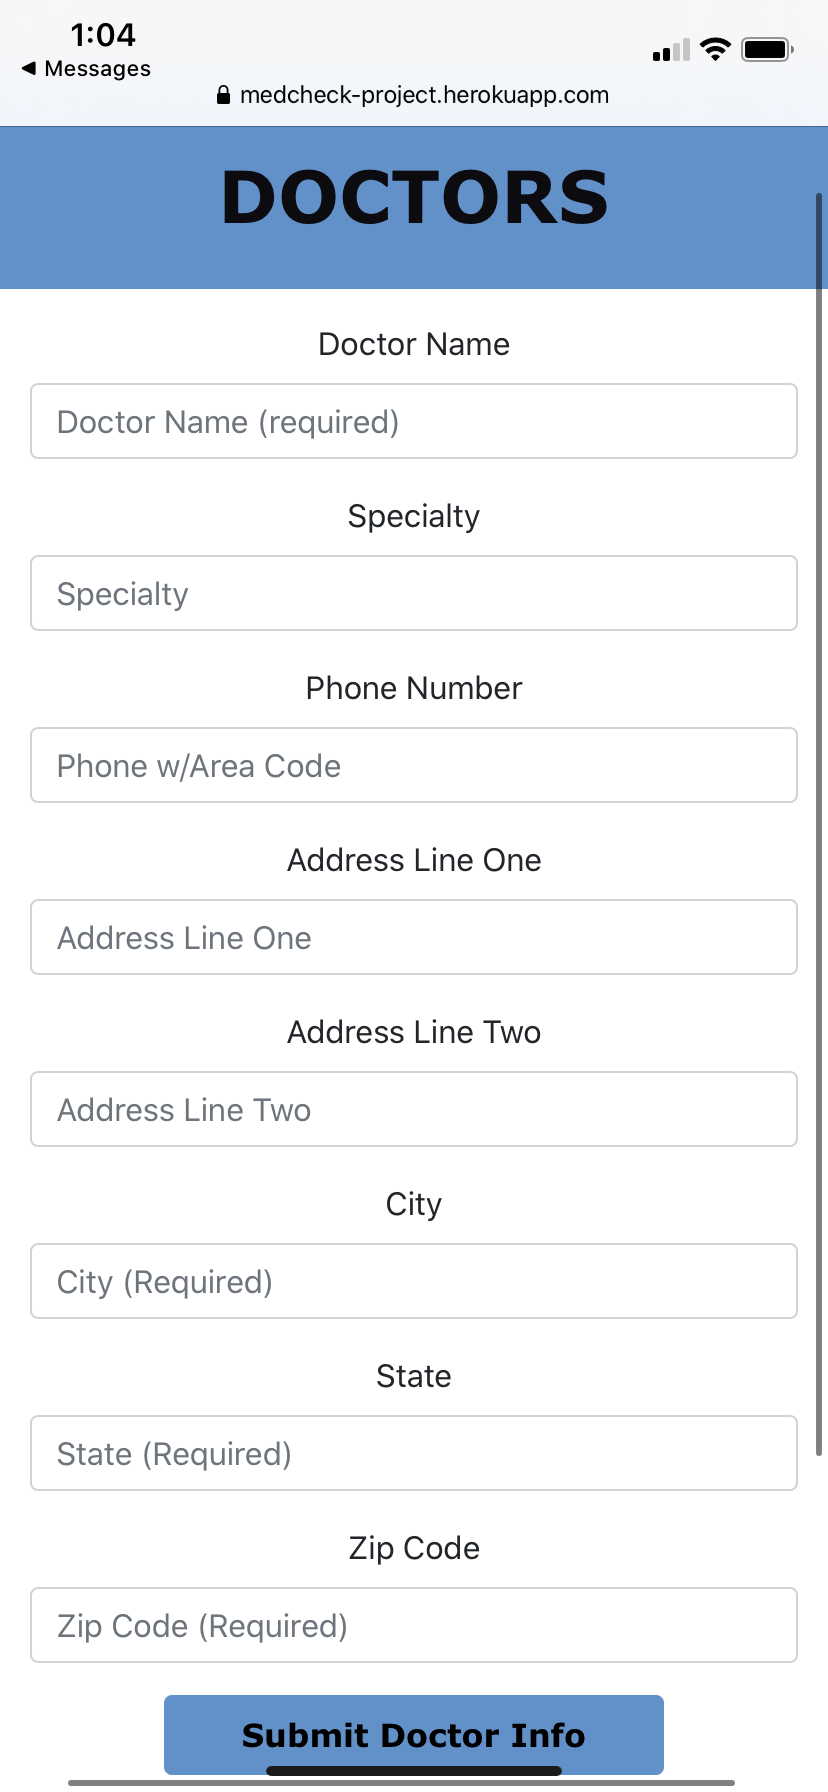 1:04
◀ Messages
medcheck-project.herokuapp.com
DOCTORS
Doctor Name
Doctor Name (required)
Specialty
Specialty
Phone Number
Phone w/Area Code
Address Line One
Address Line One
Address Line Two
Address Line Two
City
City (Required)
State
State (Required)
Zip Code
Zip Code (Required)
Submit Doctor Info